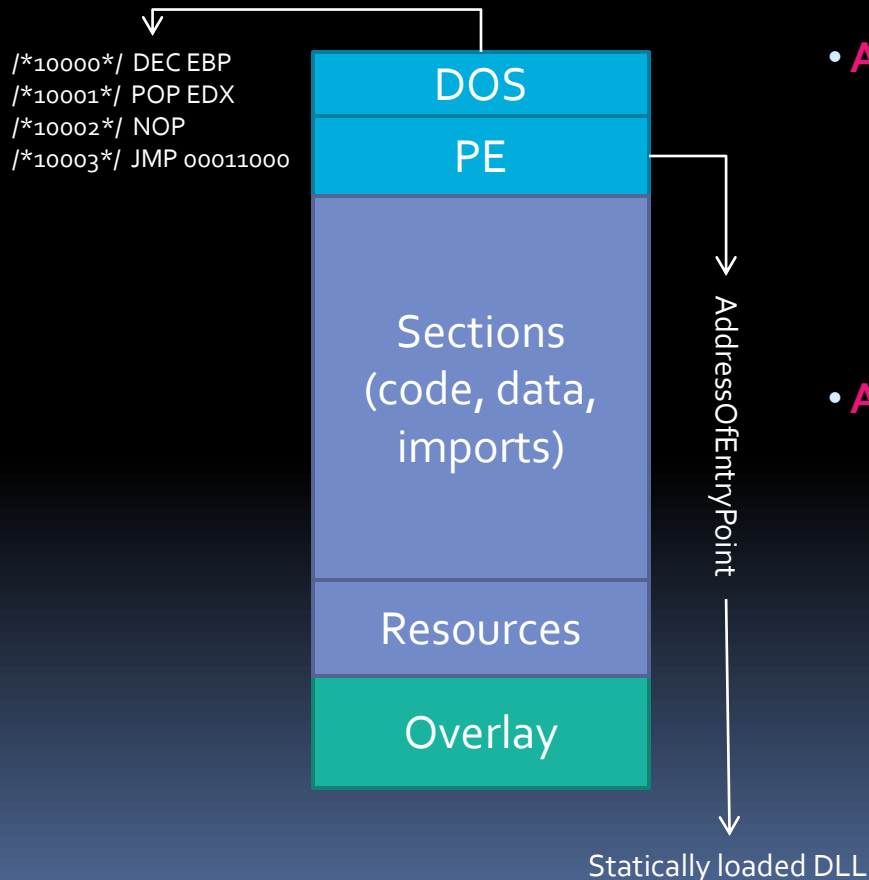 /*10000*/ DEC EBP
/*10001*/ POP EDX
/*10002*/ NOP
/*10003*/ JMP 00011000
DOS
PE
Sections
(code, data,
imports)
Resources
Overlay
AddressOfEntryPoint
Statically loaded DLL
• A
• A